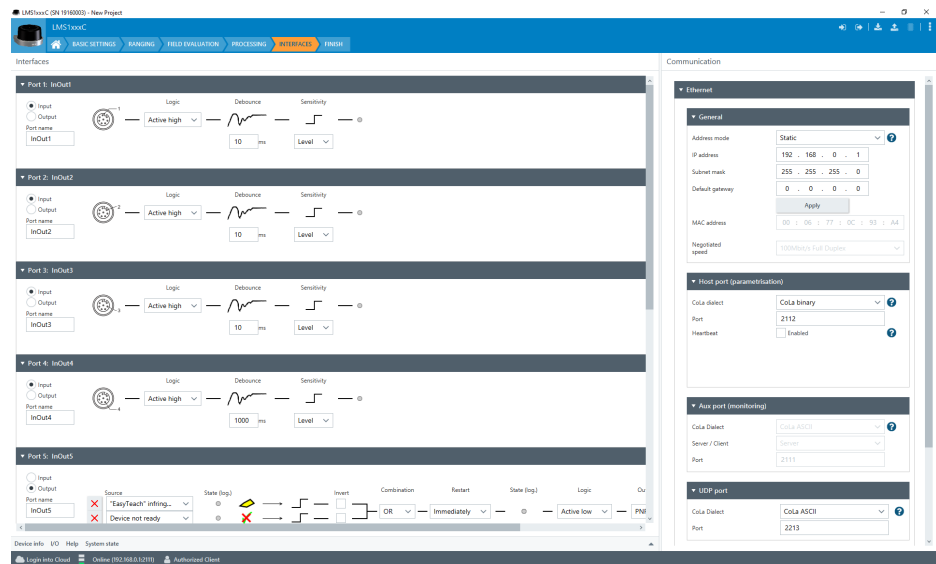 LMS1xxxC (SN 19160003) - New Project
LMS1xxxC
BASIC SETTINGS RANGING FIELD EVALUATION PROCESSING INTERFACES FINISH
Interfaces
Port 1: InOut1
Input
Output
Port name
InOut1
1
Logic
Active high
Debounce
10 ms
Sensitivity
Level
Port 2: InOut2
Input
Output
Port name
InOut2
2
Logic
Active high
Debounce
10 ms
Sensitivity
Level
Port 3: InOut3
Input
Output
Port name
InOut3
3
Logic
Active high
Debounce
10 ms
Sensitivity
Level
Port 4: InOut4
Input
Output
Port name
InOut4
4
Logic
Active high
Debounce
1000 ms
Sensitivity
Level
Port 5: InOut5
Input
Output
Port name
InOut5
Source State (log.) Invert Combination Restart State (log.) Logic Ou
"EasyTeach" infring...
Device not ready
OR Immediately Active low PNP
Communication
Ethernet
General
Address mode Static
IP address 192 . 168 . 0 . 1
Subnet mask 255 . 255 . 255 . 0
Default gateway 0 . 0 . 0 . 0
Apply
MAC address 00 : 06 : 77 : 0C : 93 : A4
Negotiated
speed
100Mbit/s Full Duplex
Host port (parametrisation)
CoLa dialect CoLa binary
Port 2112
Heartbeat Enabled
Aux port (monitoring)
CoLa Dialect CoLa ASCII
Server / Client Server
Port 2111
UDP port
CoLa Dialect CoLa ASCII
Port 2213
Device info I/O Help System state
Login into Cloud Online (192.168.0.1:2111) Authorized Client